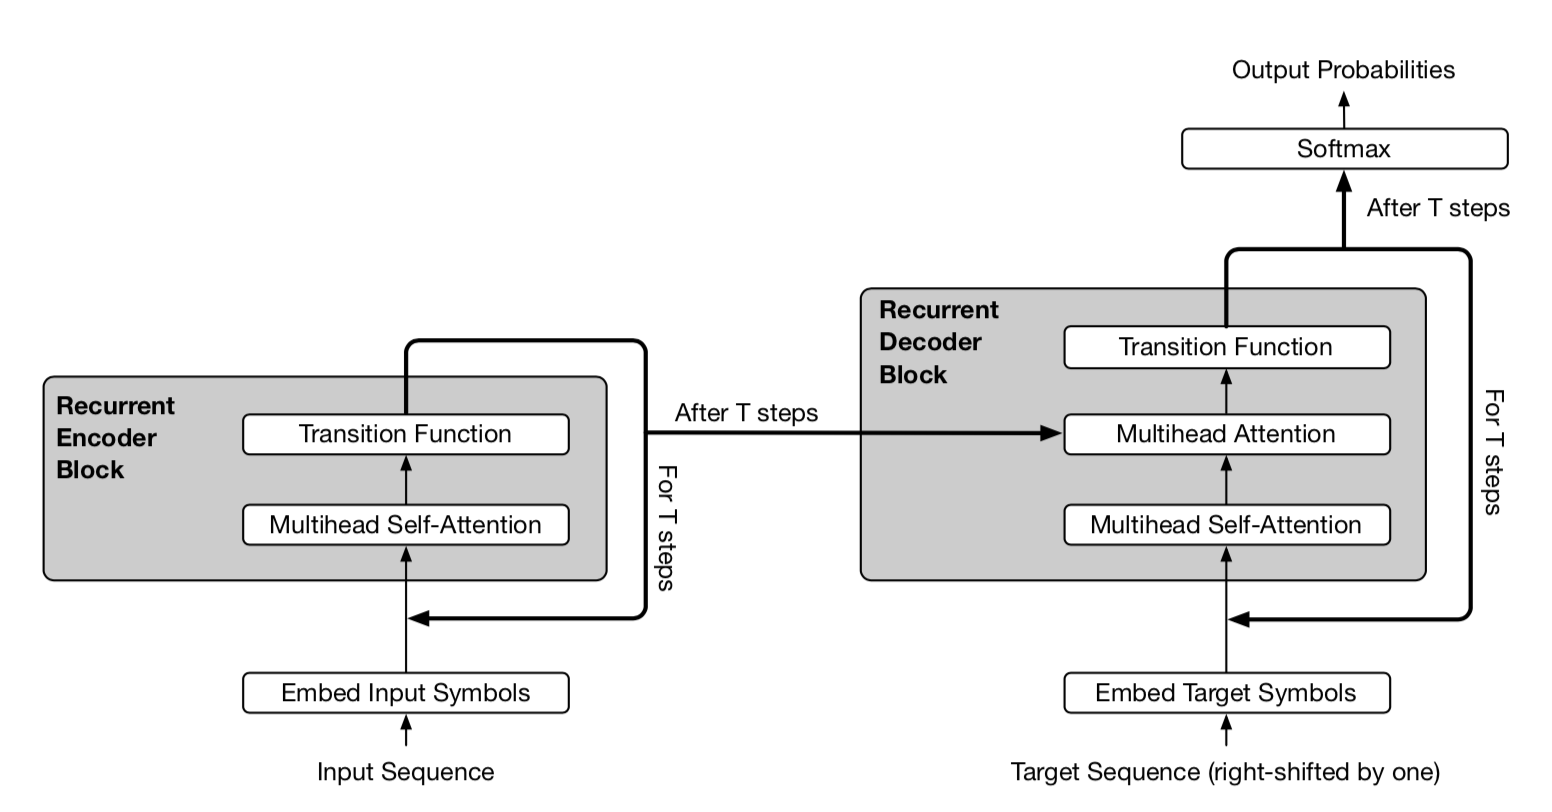 Output Probabilities
Softmax
After T steps
Recurrent
Decoder
Block
Transition Function
Multihead Attention
Multihead Self-Attention
For T steps
After T steps
Recurrent
Encoder
Block
Transition Function
Multihead Self-Attention
For T steps
Embed Input Symbols
Embed Target Symbols
Input Sequence
Target Sequence (right-shifted by one)